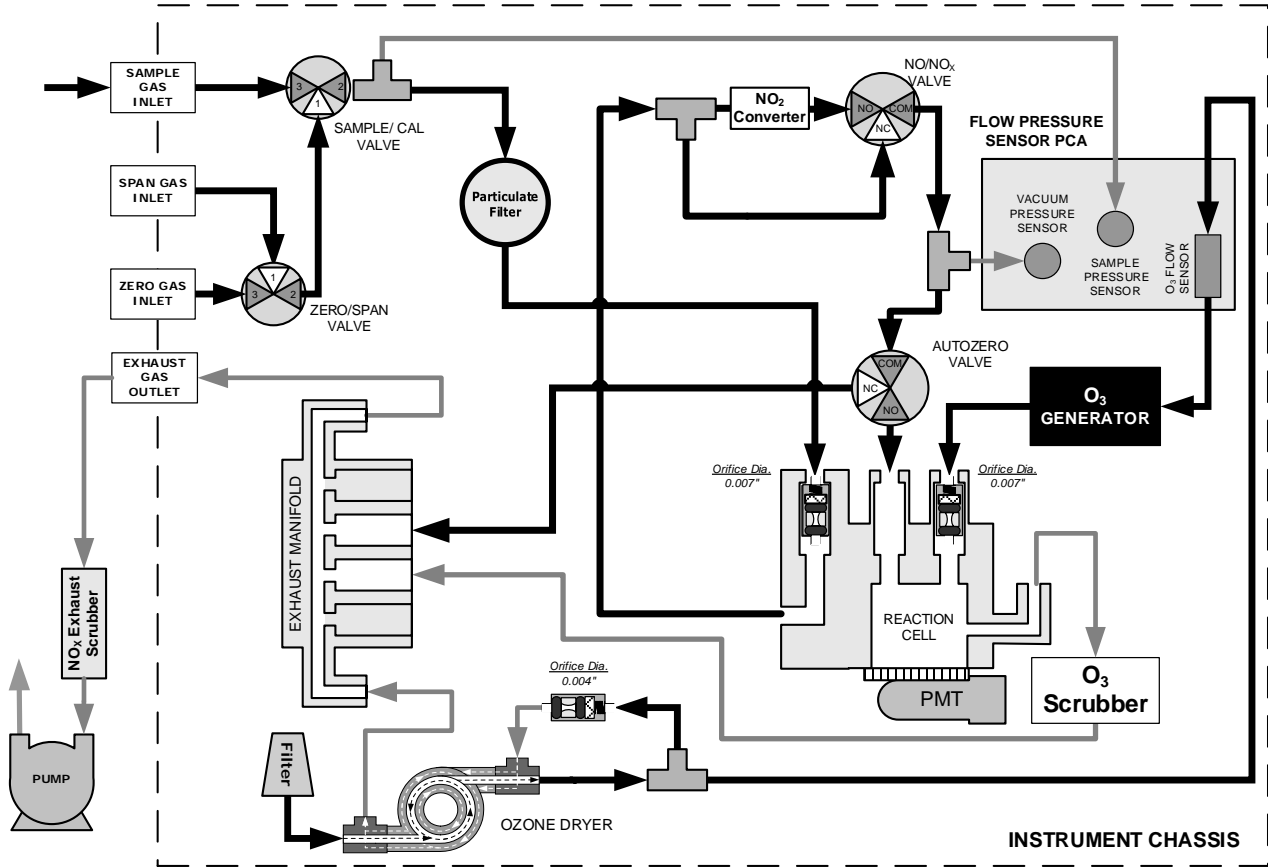 SAMPLE
GAS
INLET
3
2
1
SAMPLE/ CAL
VALVE
SPAN GAS
INLET
ZERO GAS
INLET
1
3
2
ZERO/SPAN
VALVE
EXHAUST
GAS
OUTLET
Particulate
Filter
NO2
Converter
NO/NOX
VALVE
NO
COM
NC
FLOW PRESSURE
SENSOR PCA
VACUUM
PRESSURE
SENSOR
SAMPLE
PRESSURE
SENSOR
O3 FLOW
SENSOR
AUTOZERO
VALVE
COM
NC
NO
O3
GENERATOR
Orifice Dia.
0.007"
Orifice Dia.
0.007"
EXHAUST MANIFOLD
REACTION
CELL
PMT
O3
Scrubber
NOX Exhaust
Scrubber
PUMP
Filter
Orifice Dia.
0.004"
OZONE DRYER
INSTRUMENT CHASSIS